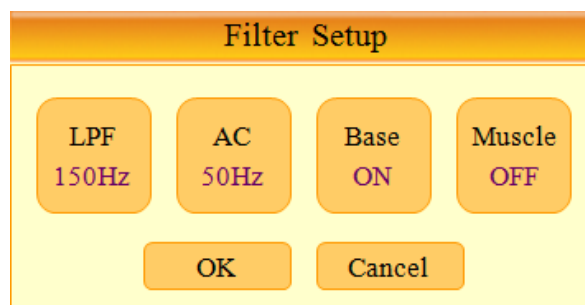 Filter Setup
LPF AC Base Muscle
150Hz 50Hz ON OFF
OK Cancel